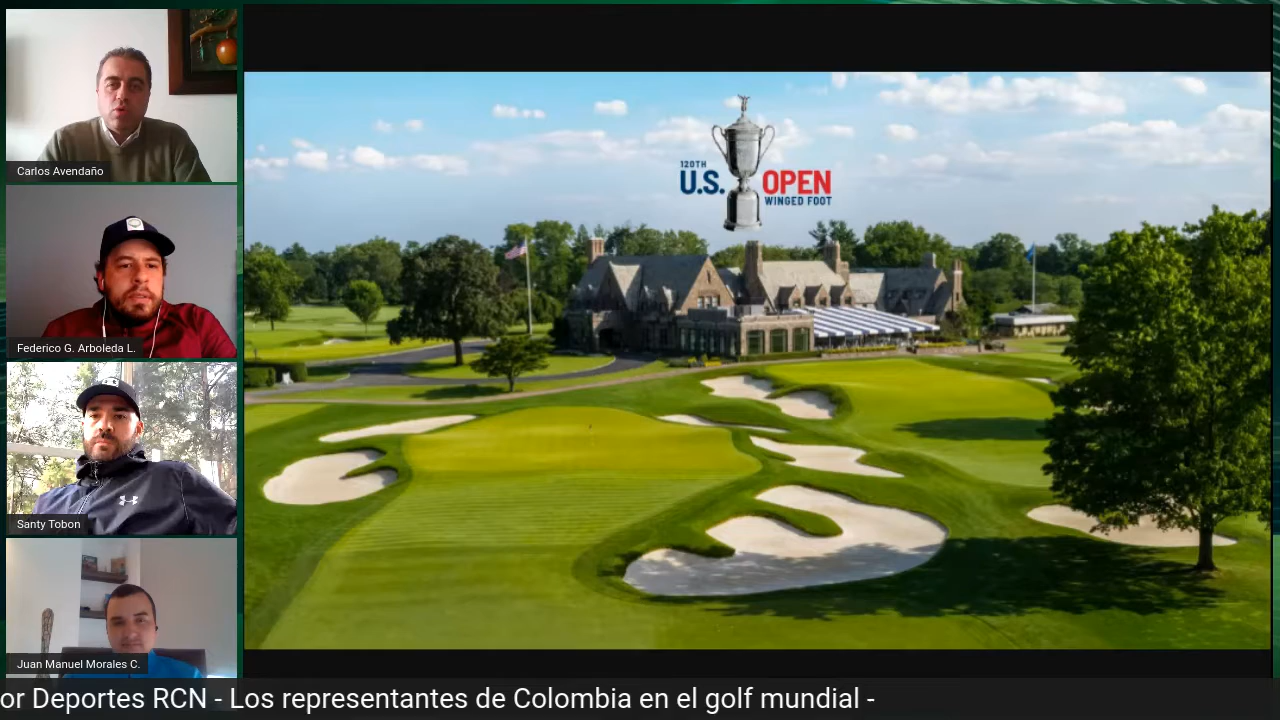 Carlos Avendaño
Federico G. Arboleda L.
Santy Tobon
Juan Manuel Morales C.
120TH
U.S. OPEN
WINGED FOOT
or Deportes RCN - Los representantes de Colombia en el golf mundial -